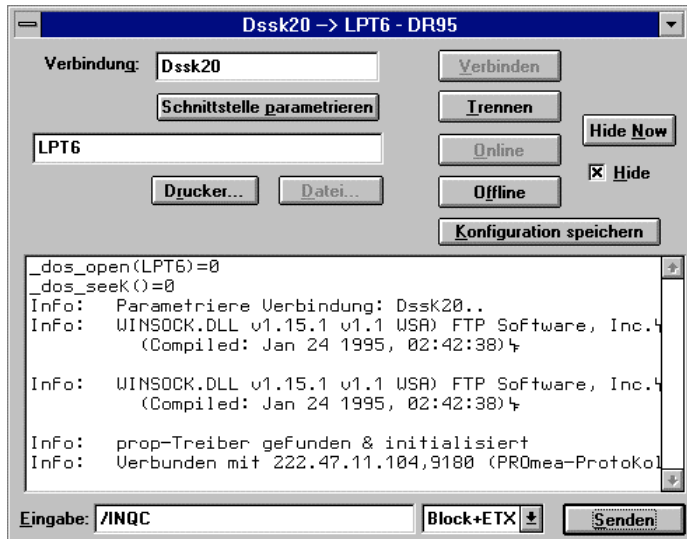 Dssk20 –> LPT6 - DR95
Verbindung: Dssk20 Verbinden
Schnittstelle parametrieren Trennen
Hide Now
LPT6 Online
Hide
Drucker... Datei... Offline
Konfiguration speichern
_dos_open(LPT6)=0
_dos_seek()=0
Info: Parametriere Verbindung: Dssk20..
Info: WINSOCK.DLL v1.15.1 v1.1 WSA) FTP Software, Inc.
(Compiled: Jan 24 1995, 02:42:38)
Info: WINSOCK.DLL v1.15.1 v1.1 WSA) FTP Software, Inc.
(Compiled: Jan 24 1995, 02:42:38)
Info: prop-Treiber gefunden & initialisiert
Info: Verbunden mit 222.47.11.104,9180 (PROmea-Protokol
Eingabe: /INQC Block+ETX Senden